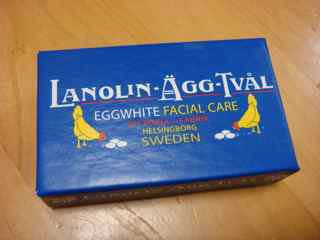 LANOLIN-ÄGG-TVÅL
EGGWHITE FACIAL CARE
HELSINGBORG
SWEDEN